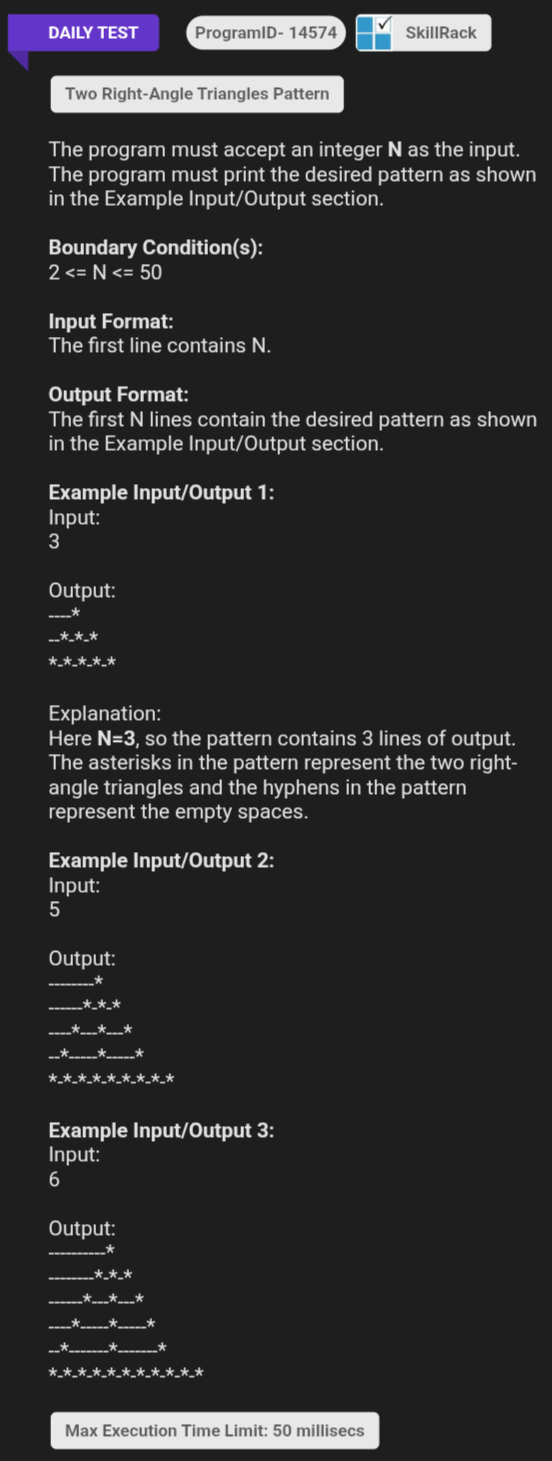 DAILY TEST
ProgramID- 14574
SkillRack
Two Right-Angle Triangles Pattern
The program must accept an integer N as the input.
The program must print the desired pattern as shown
in the Example Input/Output section.
Boundary Condition(s):
2 <= N <= 50
Input Format:
The first line contains N.
Output Format:
The first N lines contain the desired pattern as shown
in the Example Input/Output section.
Example Input/Output 1:
Input:
3
Output:
----*
--*-*-*
*-*-*-*-*
Explanation:
Here N=3, so the pattern contains 3 lines of output.
The asterisks in the pattern represent the two right-
angle triangles and the hyphens in the pattern
represent the empty spaces.
Example Input/Output 2:
Input:
5
Output:
--------*
------*-*-*
----*---*---*
--*-----*-----*
*-*-*-*-*-*-*-*-*
Example Input/Output 3:
Input:
6
Output:
----------*
--------*-*-*
------*---*---*
----*-----*-----*
--*-------*-------*
*-*-*-*-*-*-*-*-*-*-*
Max Execution Time Limit: 50 millisecs